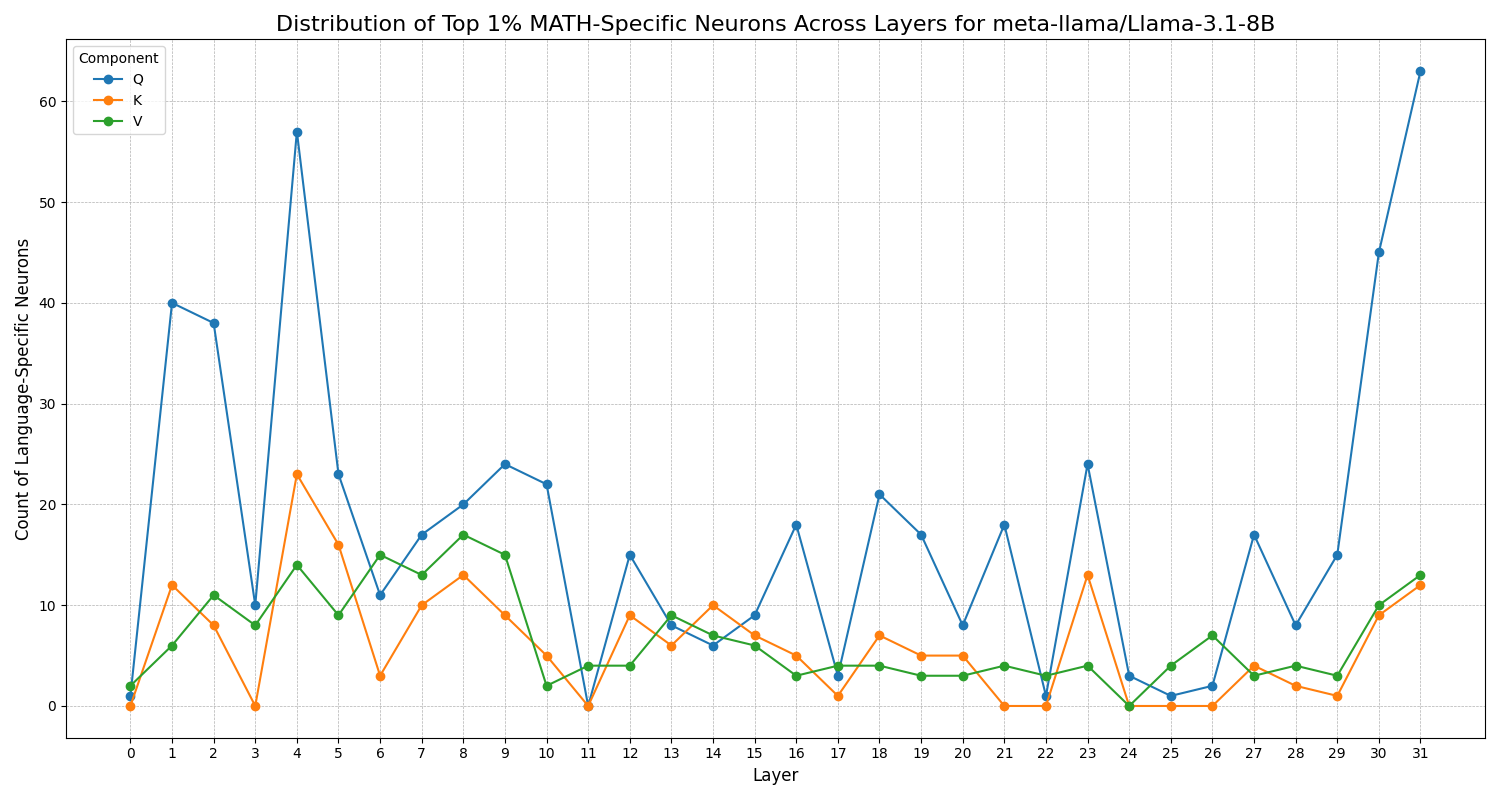 Distribution of Top 1% MATH-Specific Neurons Across Layers for meta-llama/Llama-3.1-8B
Component
Q
K
V
Count of Language-Specific Neurons
60
50
40
30
20
10
0
0 1 2 3 4 5 6 7 8 9 10 11 12 13 14 15 16 17 18 19 20 21 22 23 24 25 26 27 28 29 30 31
Layer